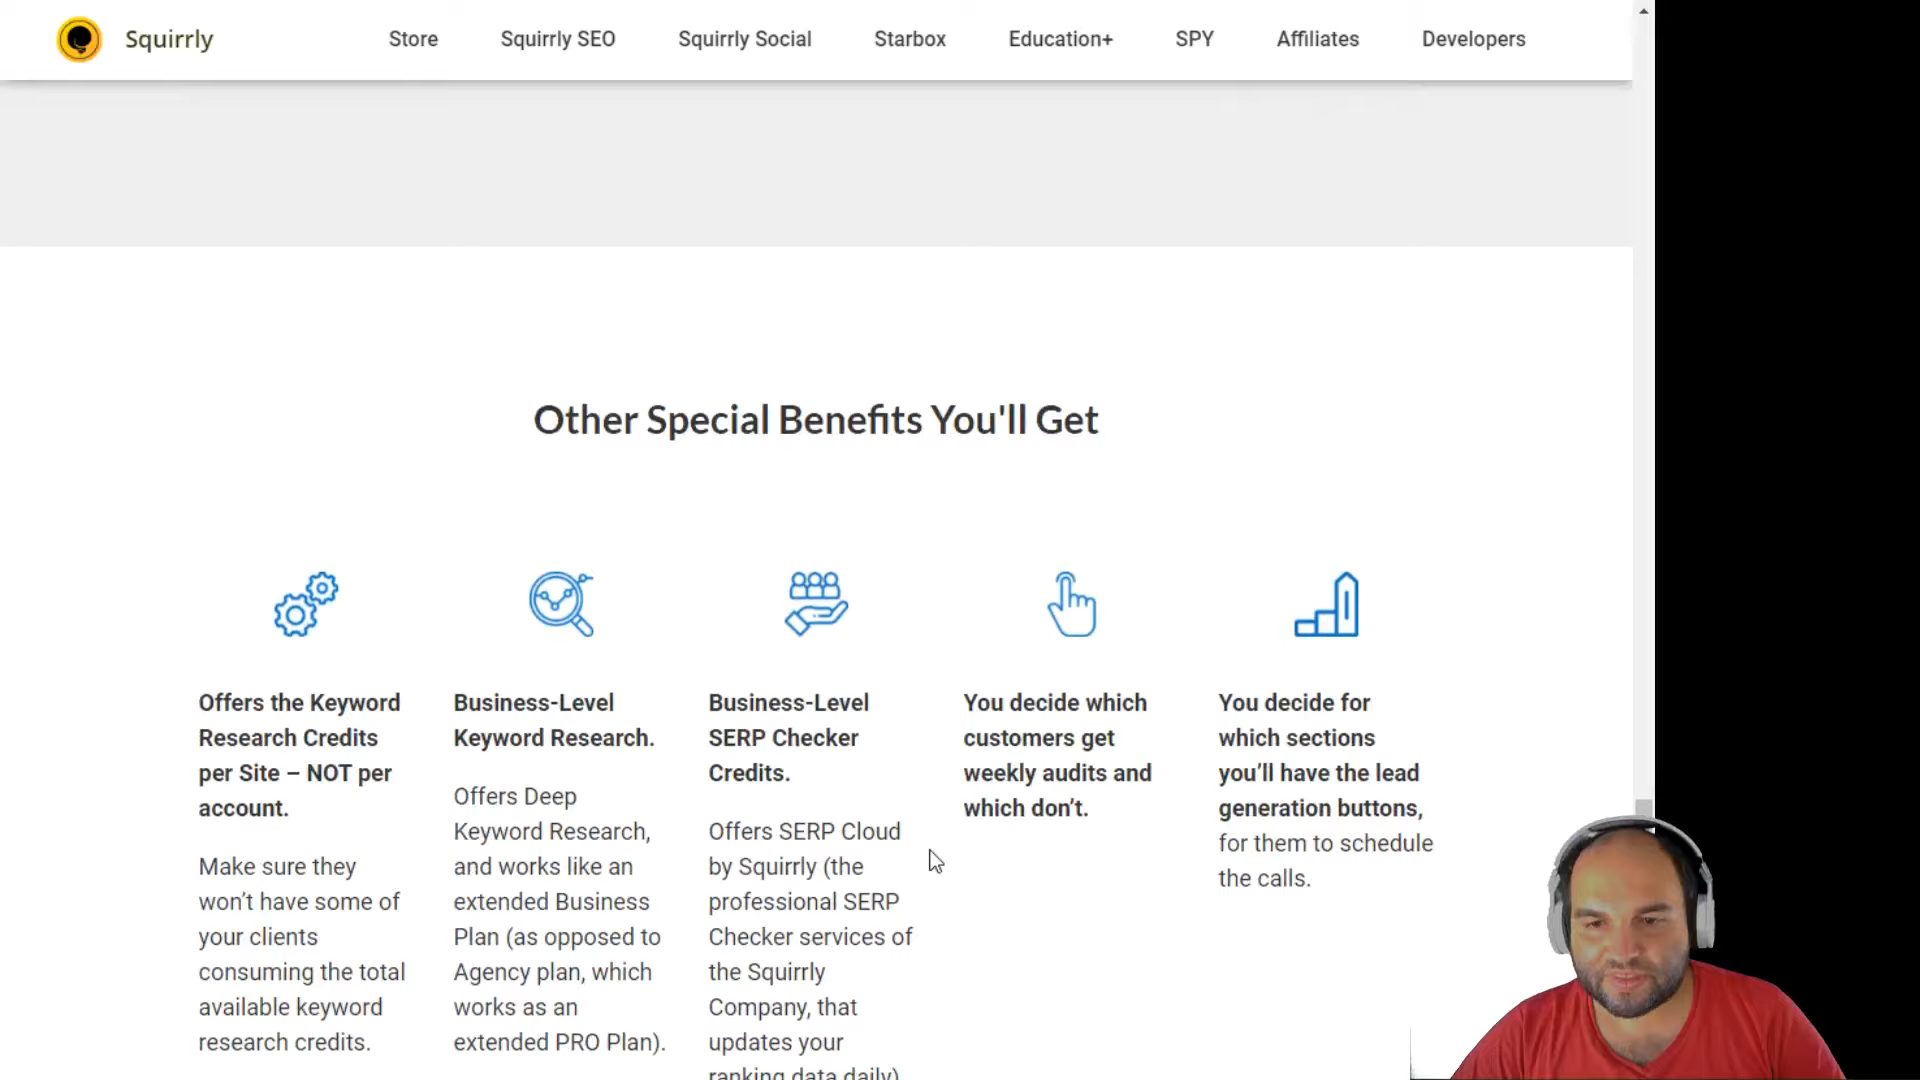 Squirrly
Store
Squirrly SEO
Squirrly Social
Starbox
Education+
SPY
Affiliates
Developers
Other Special Benefits You'll Get
Offers the Keyword
Research Credits
per Site – NOT per
account.
Make sure they
won’t have some of
your clients
consuming the total
available keyword
research credits.
Business-Level
Keyword Research.
Offers Deep
Keyword Research,
and works like an
extended Business
Plan (as opposed to
Agency plan, which
works as an
extended PRO Plan).
Business-Level
SERP Checker
Credits.
Offers SERP Cloud
by Squirrly (the
professional SERP
Checker services of
the Squirrly
Company, that
updates your
ranking data daily)
You decide which
customers get
weekly audits and
which don’t.
You decide for
which sections
you’ll have the lead
generation buttons,
for them to schedule
the calls.